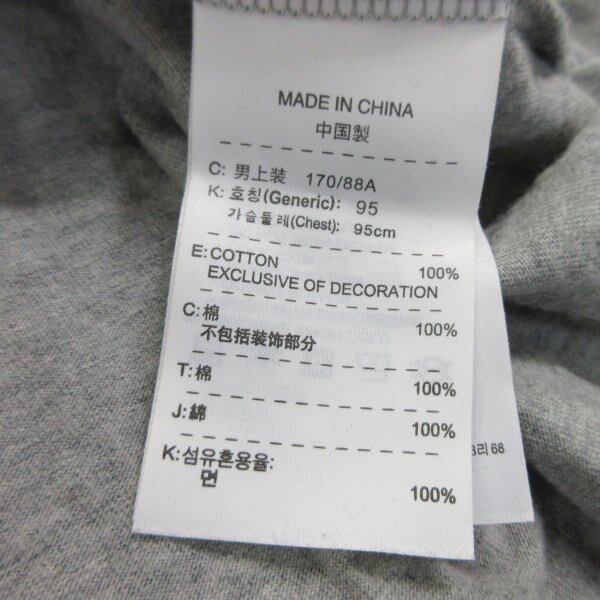 MADE IN CHINA
中国製
C: 男上装 170/88A
K: 호칭(Generic): 95
가슴둘레(Chest): 95cm
E: COTTON 100%
EXCLUSIVE OF DECORATION
C: 棉 100%
不包括装饰部分
T: 棉 100%
J: 綿 100%
K: 섬유혼용율:
면 100%
리 68